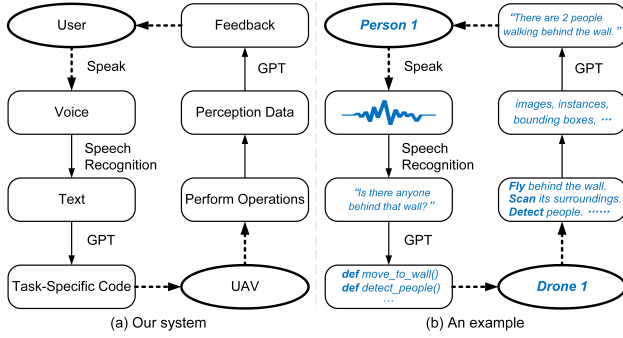 User
Speak
Voice
Speech
Recognition
Text
GPT
Task-Specific Code
UAV
Perform Operations
Perception Data
GPT
Feedback
(a) Our system
Person 1
Speak
Speech
Recognition
“Is there anyone
behind that wall?”
GPT
def move_to_wall()
def detect_people()
…
Drone 1
Fly behind the wall.
Scan its surroundings.
Detect people. ……
images, instances,
bounding boxes, …
GPT
“There are 2 people
walking behind the wall.”
(b) An example